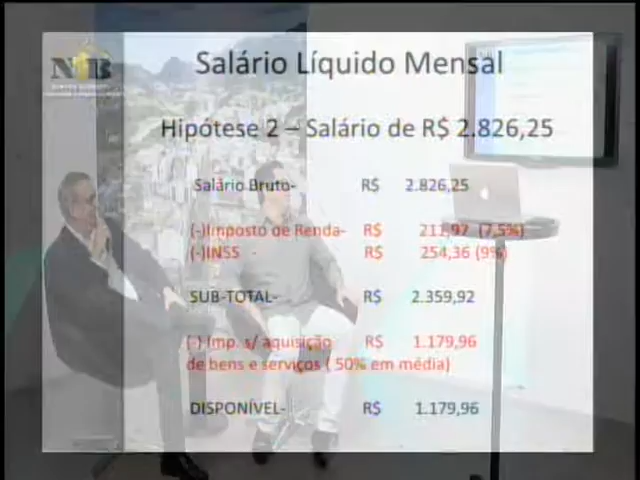 NIB
Salário Líquido Mensal
Hipótese 2 – Salário de R$ 2.826,25
Salário Bruto- R$ 2.826,25
(-)Imposto de Renda- R$ 211,97 (7,5%)
(-)INSS - R$ 254,36 (9%)
SUB-TOTAL- R$ 2.359,92
(-) Imp. s/ aquisição R$ 1.179,96
de bens e serviços ( 50% em média)
DISPONÍVEL- R$ 1.179,96